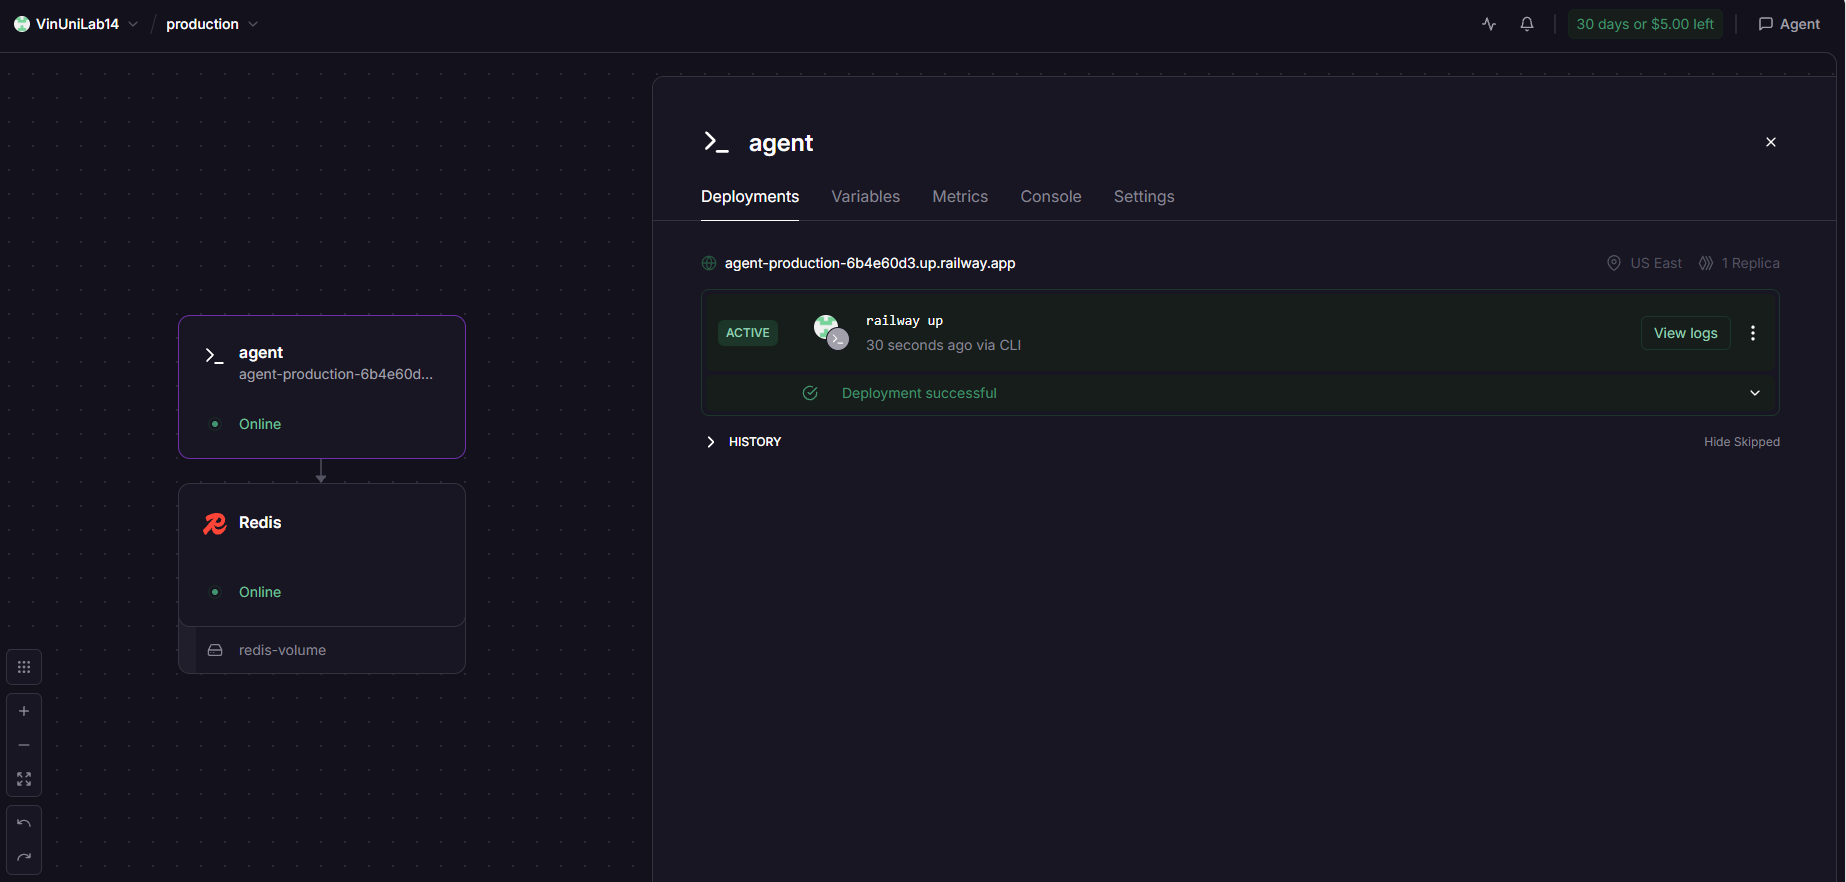 VinUniLab14 / production
30 days or $5.00 left
Agent
agent
Deployments Variables Metrics Console Settings
agent-production-6b4e60d3.up.railway.app
US East
1 Replica
ACTIVE
railway up
30 seconds ago via CLI
View logs
Deployment successful
HISTORY
Hide Skipped
agent
agent-production-6b4e60d...
Online
Redis
Online
redis-volume